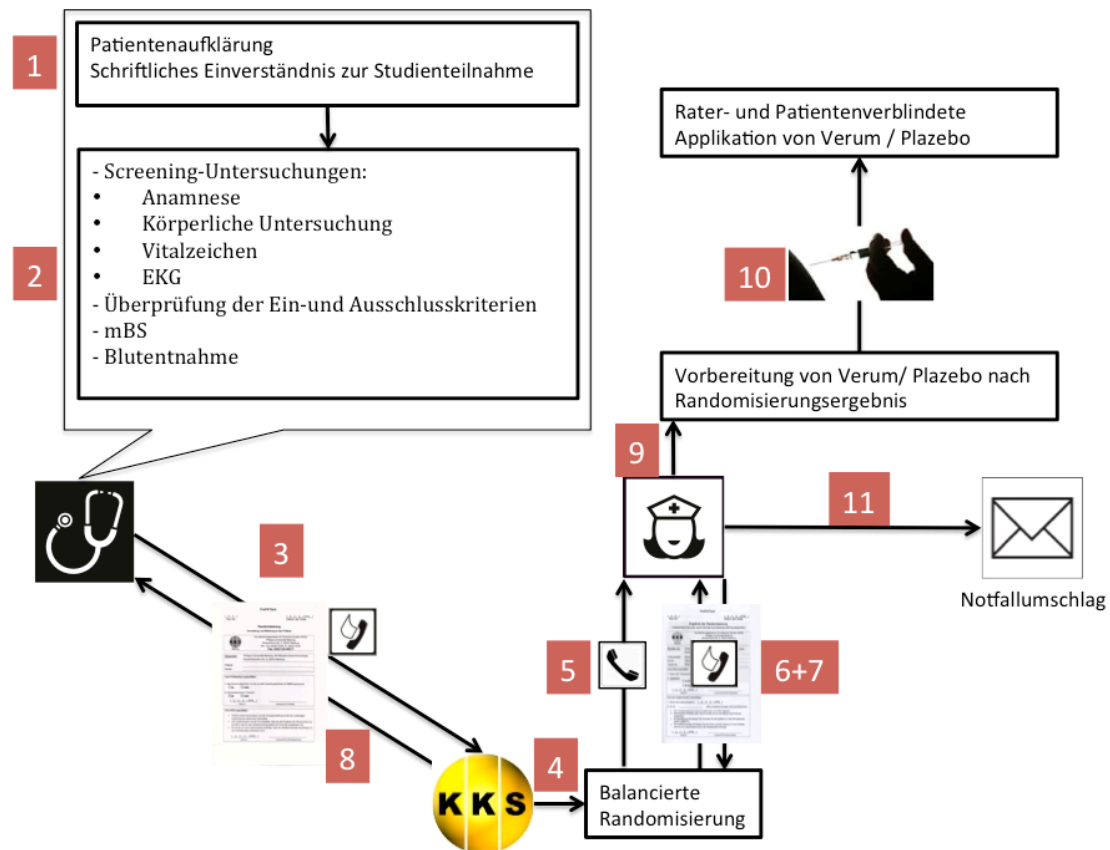 1
Patientenaufklärung
Schriftliches Einverständnis zur Studienteilnahme
2
- Screening-Untersuchungen:
• Anamnese
• Körperliche Untersuchung
• Vitalzeichen
• EKG
- Überprüfung der Ein-und Ausschlusskriterien
- mBS
- Blutentnahme
Rater- und Patientenverblindete
Applikation von Verum / Plazebo
10
Vorbereitung von Verum/ Plazebo nach
Randomisierungsergebnis
9
11
Notfallumschlag
3
5
6+7
8
KKS
4
Balancierte
Randomisierung